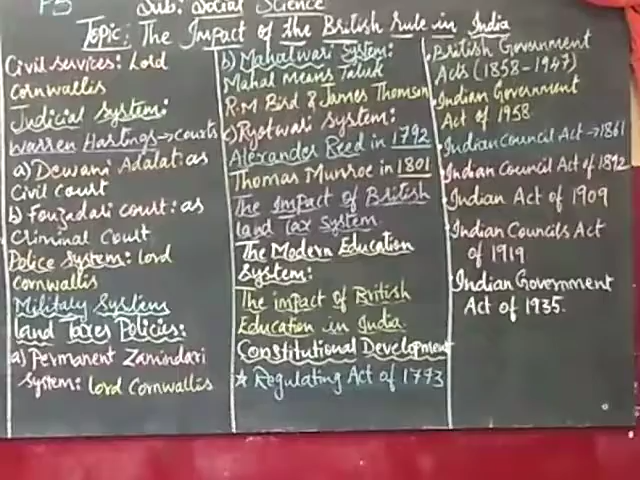 P5
Sub: Social Science
Topic: The Impact of the British rule in India
Civil services: Lord
Cornwallis
Judicial System:
Warren Hastings→courts
a) Dewani Adalat: as
Civil court
b) Fouzadari court: as
Criminal Court
Police System: lord
cornwallis
Military System
land Taxes Policies:
a) Permanent Zamindari
System: lord Cornwallis
b) Mahalwari System:
Mahal means Taluk
R.M Bird & James Thomson
c) Ryotwari System:
Alexander Reed in 1792
Thomas Munroe in 1801
The Impact of British
land Tax System.
The Modern Education
System:
The impact of British
Education in India.
Constitutional Development
★ Regulating Act of 1773
• British Government
Acts (1858-1947)
• Indian Government
Act of 1958.
• Indian Council Act→1861
• Indian Council Act of 1892
• Indian Act of 1909
• Indian Councils Act
of 1919
• Indian Government
Act of 1935.